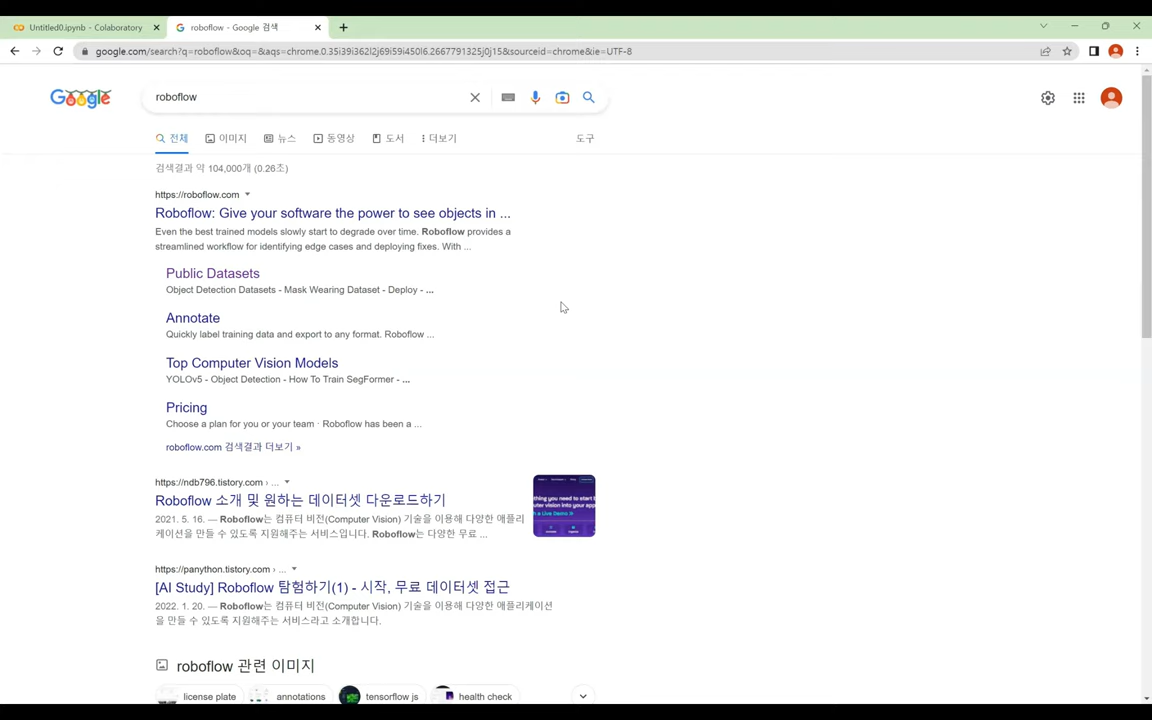 Untitled0.ipynb - Colaboratory
roboflow - Google 검색
google.com/search?q=roboflow&oq=&aqs=chrome.0.35i39i362l2j69i59i450l6.2667791325j0j15&sourceid=chrome&ie=UTF-8
Google
roboflow
전체 이미지 뉴스 동영상 도서 더보기 도구
검색결과 약 104,000개 (0.26초)
https://roboflow.com
Roboflow: Give your software the power to see objects in ...
Even the best trained models slowly start to degrade over time. Roboflow provides a
streamlined workflow for identifying edge cases and deploying fixes. With ...
Public Datasets
Object Detection Datasets - Mask Wearing Dataset - Deploy - ...
Annotate
Quickly label training data and export to any format. Roboflow ...
Top Computer Vision Models
YOLOv5 - Object Detection - How To Train SegFormer - ...
Pricing
Choose a plan for you or your team · Roboflow has been a ...
roboflow.com 검색결과 더보기 »
https://ndb796.tistory.com › ...
Roboflow 소개 및 원하는 데이터셋 다운로드하기
2021. 5. 16. — Roboflow는 컴퓨터 비전(Computer Vision) 기술을 이용해 다양한 애플리
케이션을 만들 수 있도록 지원해주는 서비스입니다. Roboflow는 다양한 무료 ...
https://panython.tistory.com › ...
[AI Study] Roboflow 탐험하기(1) - 시작, 무료 데이터셋 접근
2022. 1. 20. — Roboflow는 컴퓨터 비전(Computer Vision) 기술을 이용해 다양한 애플리케이션
을 만들 수 있도록 지원해주는 서비스라고 소개합니다.
roboflow 관련 이미지
license plate annotations tensorflow js health check